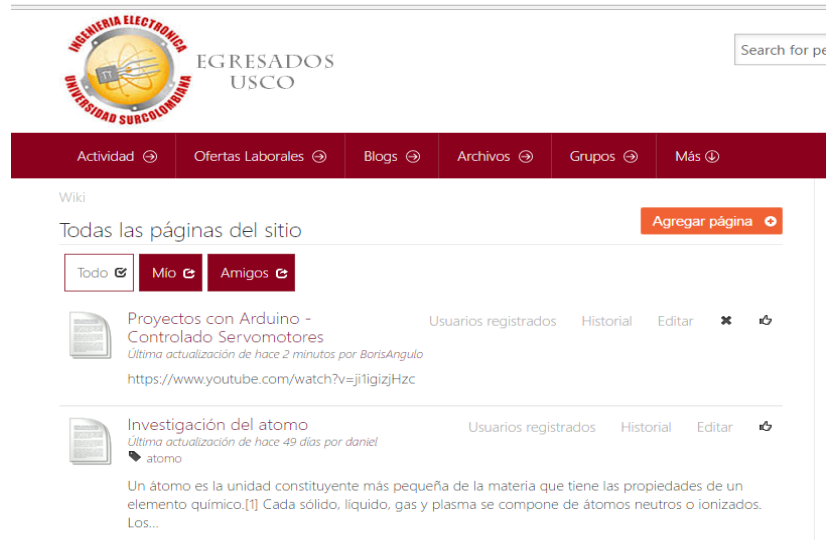 INGENIERIA ELECTRONICA
UNIVERSIDAD SURCOLOMBIANA
EGRESADOS
USCO
Search for pe
Actividad
Ofertas Laborales
Blogs
Archivos
Grupos
Más
Wiki
Todas las páginas del sitio
Agregar página
Todo
Mío
Amigos
Proyectos con Arduino -
Controlado Servomotores
Usuarios registrados Historial Editar
Última actualización de hace 2 minutos por BorisAngulo
https://www.youtube.com/watch?v=ji1igizjHzc
Investigación del atomo
Usuarios registrados Historial Editar
Última actualización de hace 49 días por daniel
atomo
Un átomo es la unidad constituyente más pequeña de la materia que tiene las propiedades de un
elemento químico.[1] Cada sólido, líquido, gas y plasma se compone de átomos neutros o ionizados.
Los...